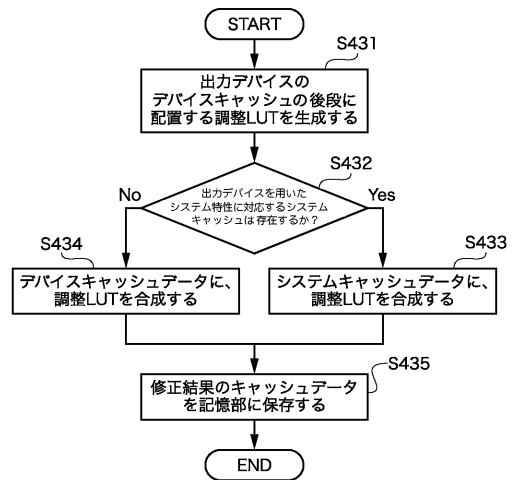 START
S431
出力デバイスの
デバイスキャッシュの後段に
配置する調整LUTを生成する
S432
No
出力デバイスを用いた
システム特性に対応するシステム
キャッシュは存在するか?
Yes
S434
S433
デバイスキャッシュデータに、
調整LUTを合成する
システムキャッシュデータに、
調整LUTを合成する
S435
修正結果のキャッシュデータ
を記憶部に保存する
END